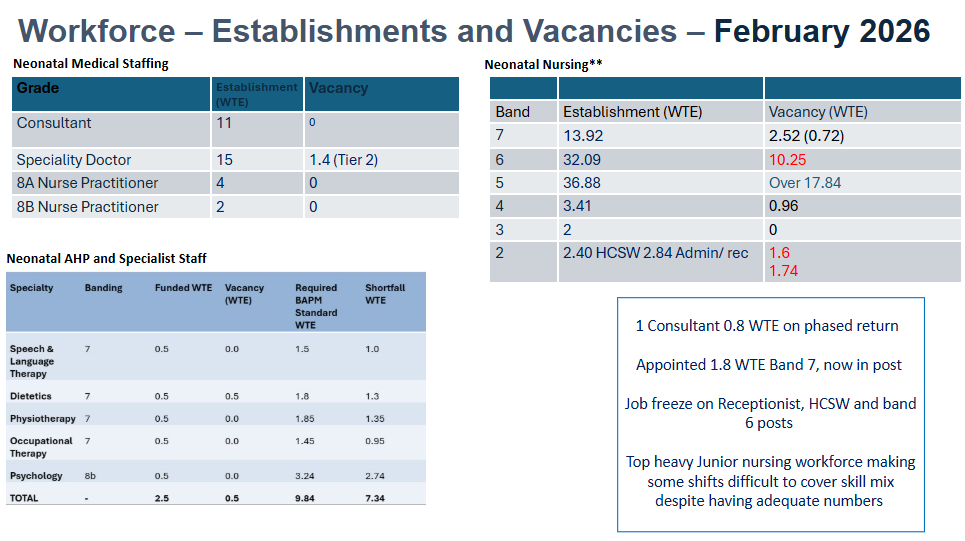 Workforce – Establishments and Vacancies – February 2026
Neonatal Medical Staffing
Grade Establishment (WTE) Vacancy
Consultant 11 0
Speciality Doctor 15 1.4 (Tier 2)
8A Nurse Practitioner 4 0
8B Nurse Practitioner 2 0
Neonatal AHP and Specialist Staff
Specialty Banding Funded WTE Vacancy (WTE) Required BAPM Standard WTE Shortfall WTE
Speech & Language Therapy 7 0.5 0.0 1.5 1.0
Dietetics 7 0.5 0.5 1.8 1.3
Physiotherapy 7 0.5 0.0 1.85 1.35
Occupational Therapy 7 0.5 0.0 1.45 0.95
Psychology 8b 0.5 0.0 3.24 2.74
TOTAL - 2.5 0.5 9.84 7.34
Neonatal Nursing**
Band Establishment (WTE) Vacancy (WTE)
7 13.92 2.52 (0.72)
6 32.09 10.25
5 36.88 Over 17.84
4 3.41 0.96
3 2 0
2 2.40 HCSW 2.84 Admin/ rec 1.6
1.74
1 Consultant 0.8 WTE on phased return
Appointed 1.8 WTE Band 7, now in post
Job freeze on Receptionist, HCSW and band
6 posts
Top heavy Junior nursing workforce making
some shifts difficult to cover skill mix
despite having adequate numbers